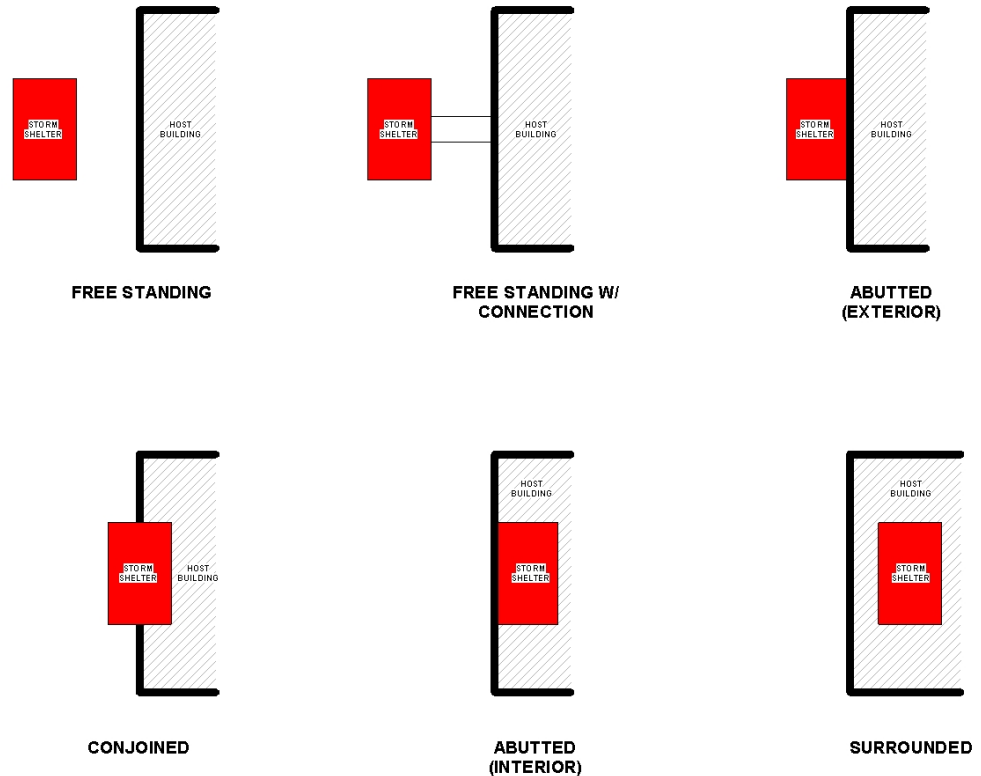 STORM
SHELTER
HOST
BUILDING
FREE STANDING
STORM
SHELTER
HOST
BUILDING
FREE STANDING W/
CONNECTION
STORM
SHELTER
HOST
BUILDING
ABUTTED
(EXTERIOR)
STORM
SHELTER
HOST
BUILDING
CONJOINED
HOST
BUILDING
STORM
SHELTER
ABUTTED
(INTERIOR)
HOST
BUILDING
STORM
SHELTER
SURROUNDED